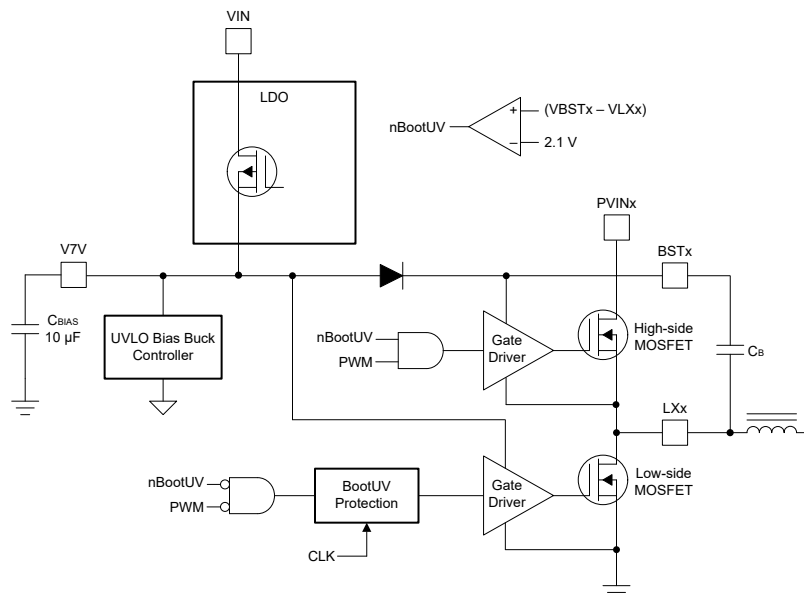 VIN
LDO
nBootUV
(VBSTx – VLXx)
+
–
2.1 V
PVINx
V7V
BSTx
CBIAS
10 µF
UVLO Bias Buck
Controller
nBootUV
PWM
Gate
Driver
High-side
MOSFET
CB
LXx
nBootUV
PWM
BootUV
Protection
CLK
Gate
Driver
Low-side
MOSFET